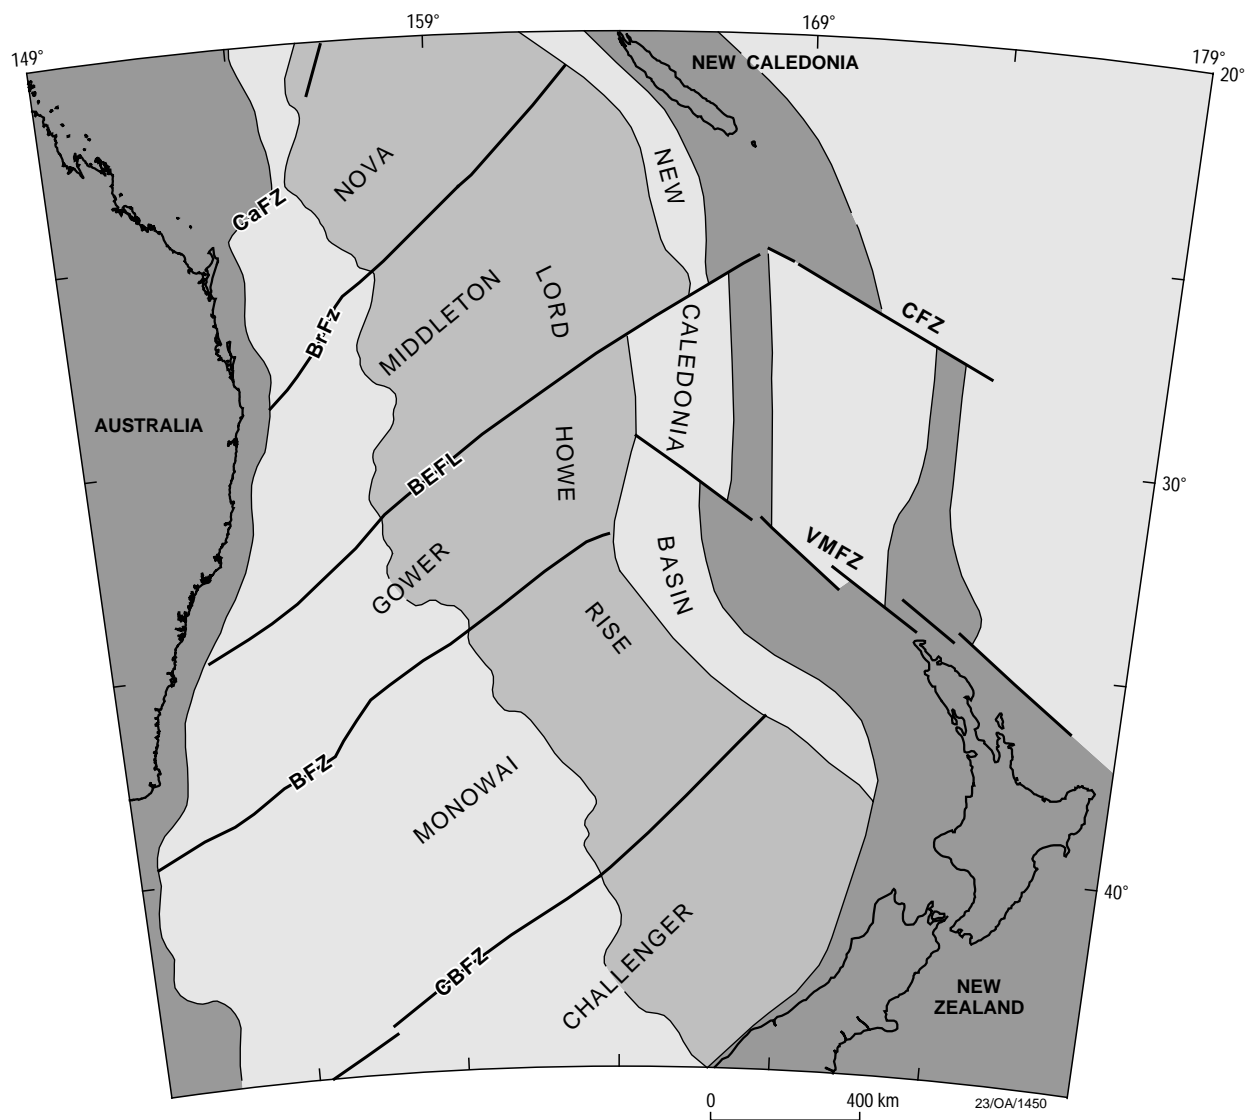 159°
169°
149°
179°
20°
NEW CALEDONIA
NOVA
NEW
CaFZ
LORD
MIDDLETON
CALEDONIA
CFZ
BrFz
AUSTRALIA
HOWE
BEFL
30°
VMFZ
GOWER
BASIN
RISE
BFZ
MONOWAI
40°
CHALLENGER
CBFZ
NEW
ZEALAND
0
400 km
23/OA/1450